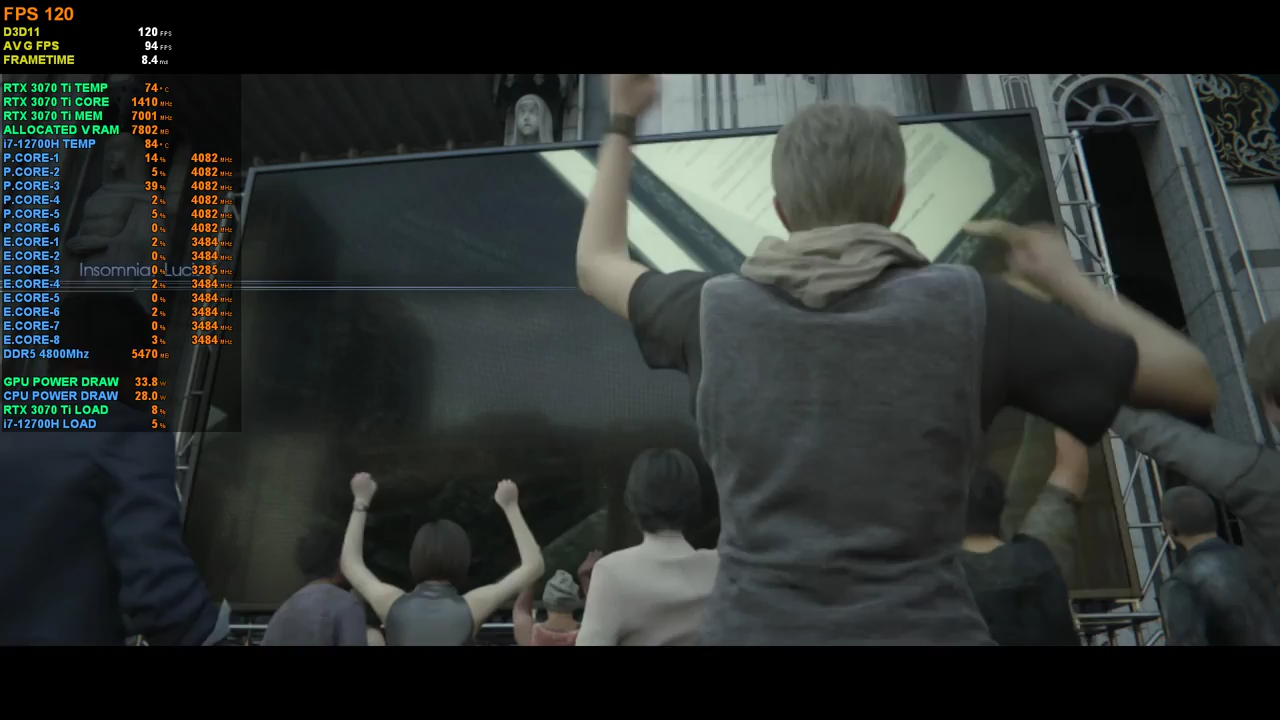 FPS 120
D3D11 120 FPS
AVG FPS 94 FPS
FRAMETIME 8.4 ms
RTX 3070 Ti TEMP 74 °C
RTX 3070 Ti CORE 1410 MHz
RTX 3070 Ti MEM 7001 MHz
ALLOCATED VRAM 7802 MB
i7-12700H TEMP 84 °C
P.CORE-1 14 % 4082 MHz
P.CORE-2 5 % 4082 MHz
P.CORE-3 39 % 4082 MHz
P.CORE-4 2 % 4082 MHz
P.CORE-5 5 % 4082 MHz
P.CORE-6 0 % 4082 MHz
E.CORE-1 2 % 3484 MHz
E.CORE-2 0 % 3484 MHz
E.CORE-3 0 % 3285 MHz
Insomnia, Luc
E.CORE-4 2 % 3484 MHz
E.CORE-5 0 % 3484 MHz
E.CORE-6 2 % 3484 MHz
E.CORE-7 0 % 3484 MHz
E.CORE-8 3 % 3484 MHz
DDR5 4800Mhz 5470 MB
GPU POWER DRAW 33.8 W
CPU POWER DRAW 28.0 W
RTX 3070 Ti LOAD 8 %
i7-12700H LOAD 5 %